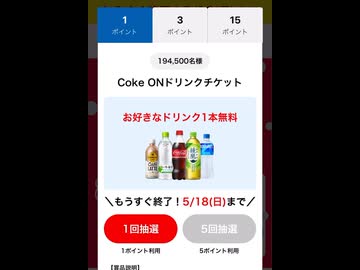 1
ポイント
3
ポイント
15
ポイント
194,500名様
Coke ONドリンクチケット
お好きなドリンク1本無料
＼もうすぐ終了！5/18(日)まで／
1回抽選
5回抽選
1ポイント利用
5ポイント利用
【賞品説明】